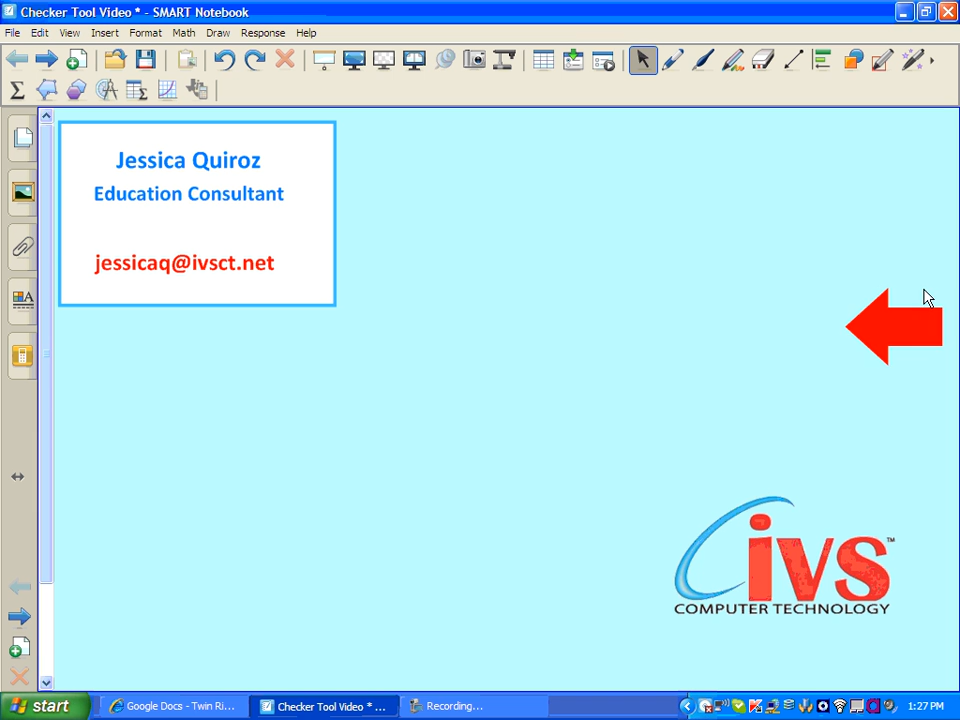 Checker Tool Video * - SMART Notebook
File Edit View Insert Format Math Draw Response Help
Jessica Quiroz
Education Consultant
jessicaq@ivsct.net
ivs™
COMPUTER TECHNOLOGY
start Google Docs - Twin Ri... Checker Tool Video * ... Recording... 1:27 PM